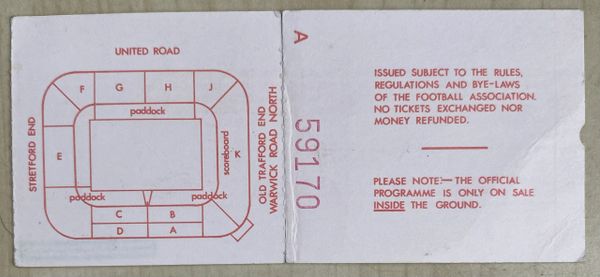 UNITED ROAD
F
G
H
J
paddock
STRETFORD END
E
scoreboard
K
OLD TRAFFORD END
WARWICK ROAD NORTH
paddock
paddock
C
B
D
A
A
59170
ISSUED SUBJECT TO THE RULES,
REGULATIONS AND BYE-LAWS
OF THE FOOTBALL ASSOCIATION.
NO TICKETS EXCHANGED NOR
MONEY REFUNDED.
PLEASE NOTE:— THE OFFICIAL
PROGRAMME IS ONLY ON SALE
INSIDE THE GROUND.